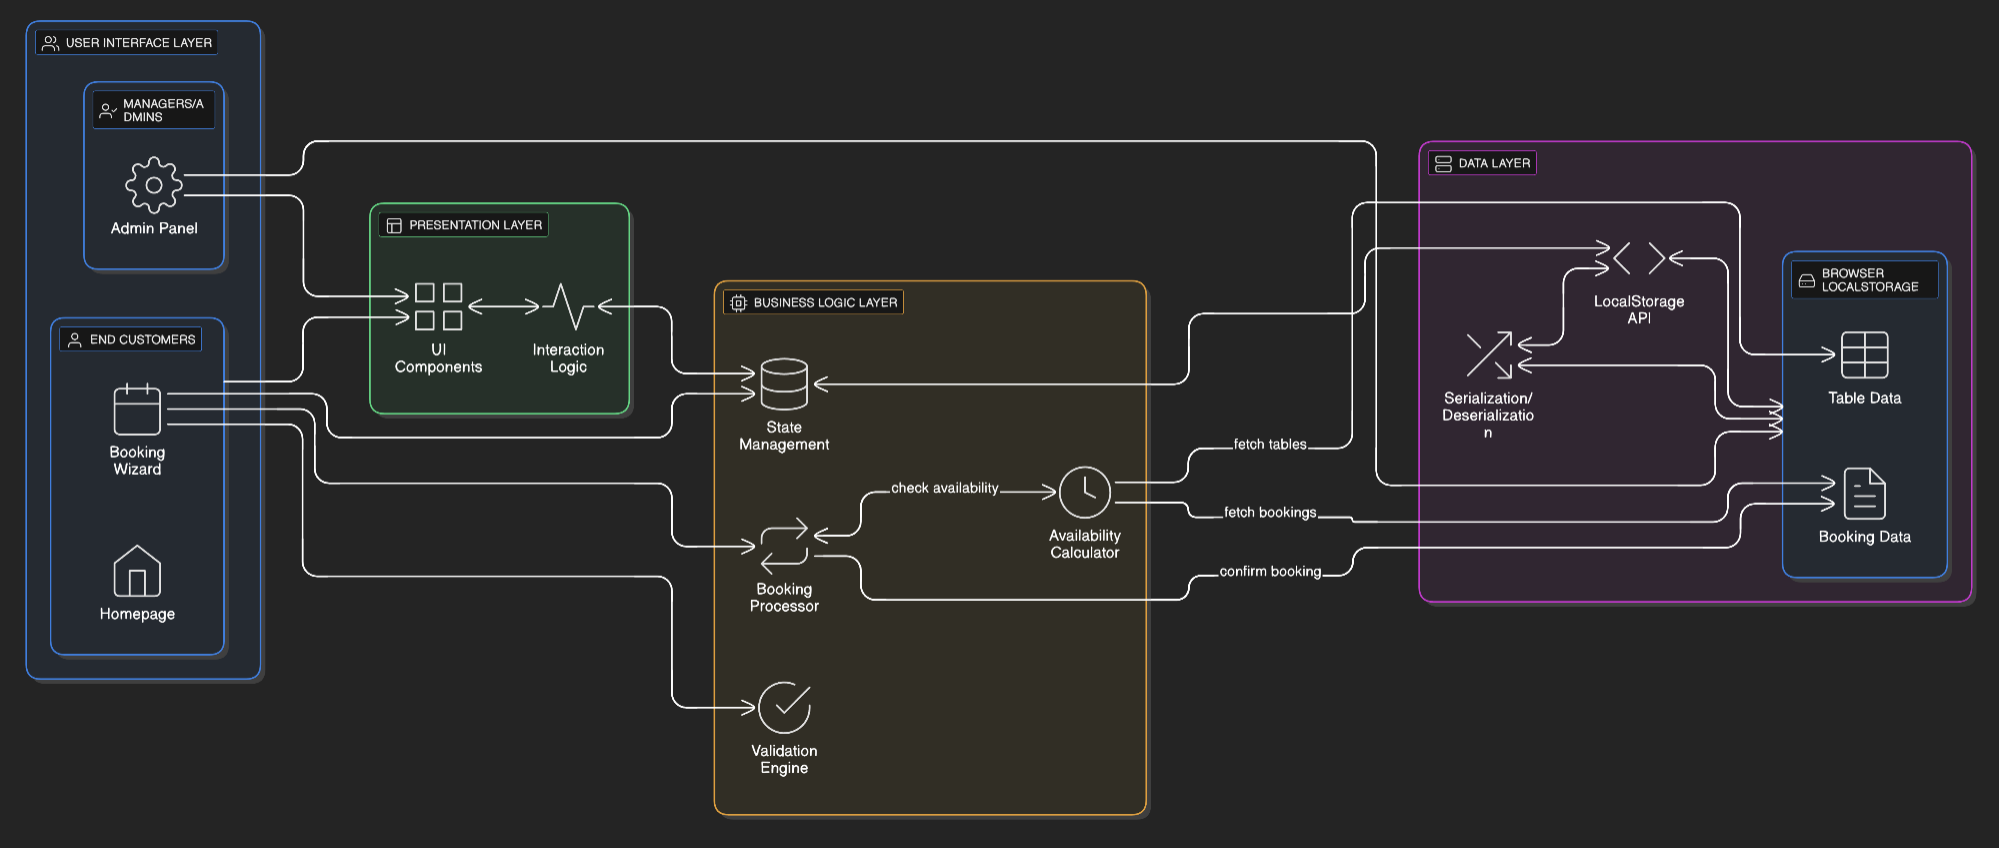 USER INTERFACE LAYER
MANAGERS/A
DMINS
Admin Panel
END CUSTOMERS
Booking
Wizard
Homepage
PRESENTATION LAYER
UI
Components
Interaction
Logic
BUSINESS LOGIC LAYER
State
Management
check availability
Availability
Calculator
Booking
Processor
Validation
Engine
fetch tables
fetch bookings
confirm booking
DATA LAYER
LocalStorage
API
Serialization/
Deserializatio
n
BROWSER
LOCALSTORAGE
Table Data
Booking Data